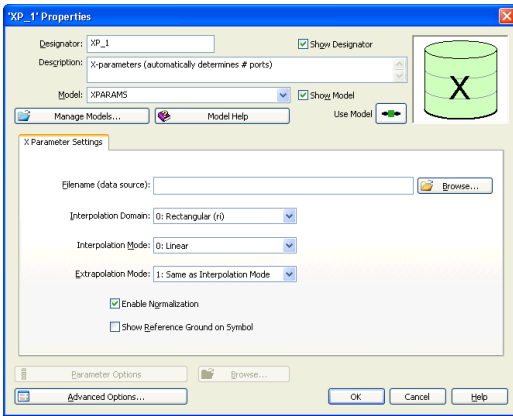 'XP_1' Properties
Designator: XP_1
Show Designator
Description: X-parameters (automatically determines # ports)
Model: XPARAMS
Show Model
Manage Models...
Model Help
Use Model
X
X Parameter Settings
Filename (data source):
Browse...
Interpolation Domain: 0: Rectangular (ri)
Interpolation Mode: 0: Linear
Extrapolation Mode: 1: Same as Interpolation Mode
Enable Normalization
Show Reference Ground on Symbol
Parameter Options
Browse...
Advanced Options...
OK
Cancel
Help